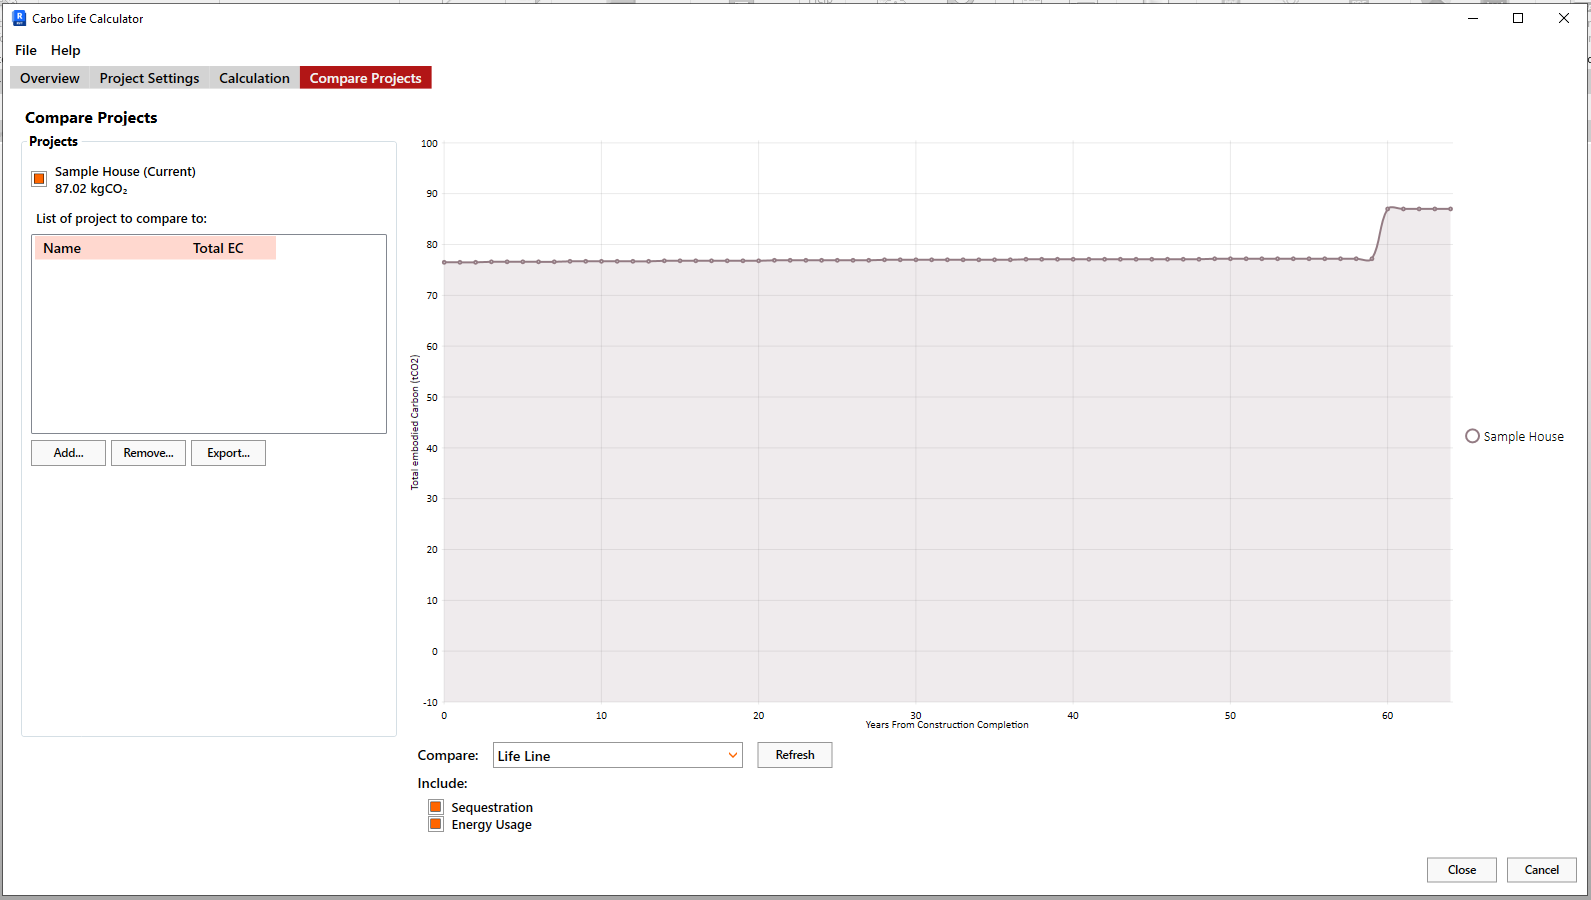 Carbo Life Calculator
File Help
Overview Project Settings Calculation Compare Projects
Compare Projects
Projects
Sample House (Current)
87.02 kgCO₂
List of project to compare to:
Name Total EC
Add... Remove... Export...
100
90
80
70
60
50
40
30
20
10
0
-10
Total embodied Carbon (tCO2)
0 10 20 30 40 50 60
Years From Construction Completion
Sample House
Compare: Life Line Refresh
Include:
Sequestration
Energy Usage
Close Cancel